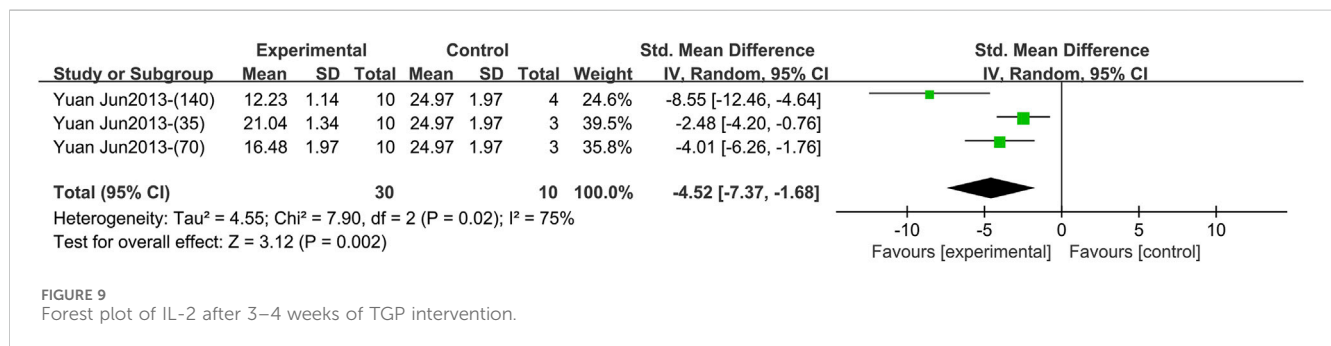 Experimental Control Std. Mean Difference Std. Mean Difference
Study or Subgroup Mean SD Total Mean SD Total Weight IV, Random, 95% CI IV, Random, 95% CI
Yuan Jun2013-(140) 12.23 1.14 10 24.97 1.97 4 24.6% -8.55 [-12.46, -4.64]
Yuan Jun2013-(35) 21.04 1.34 10 24.97 1.97 3 39.5% -2.48 [-4.20, -0.76]
Yuan Jun2013-(70) 16.48 1.97 10 24.97 1.97 3 35.8% -4.01 [-6.26, -1.76]
Total (95% CI) 30 10 100.0% -4.52 [-7.37, -1.68]
Heterogeneity: Tau² = 4.55; Chi² = 7.90, df = 2 (P = 0.02); I² = 75%
Test for overall effect: Z = 3.12 (P = 0.002)
-10 -5 0 5 10
Favours [experimental] Favours [control]
FIGURE 9
Forest plot of IL-2 after 3–4 weeks of TGP intervention.